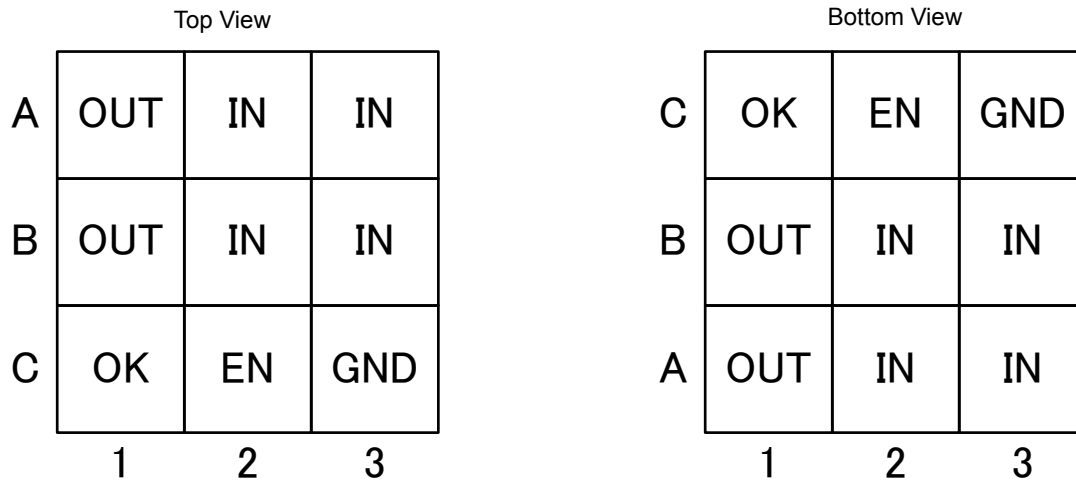 Top View
A OUT IN IN
B OUT IN IN
C OK EN GND
1 2 3
Bottom View
C OK EN GND
B OUT IN IN
A OUT IN IN
1 2 3